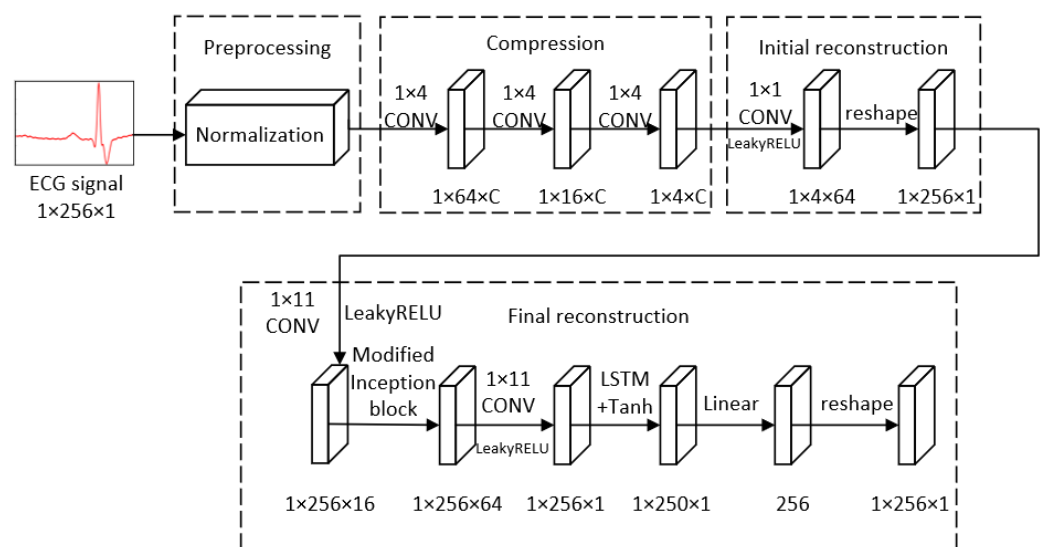 Preprocessing
Normalization
ECG signal
1×256×1
Compression
1×4
CONV
1×4
CONV
1×4
CONV
1×64×C
1×16×C
1×4×C
Initial reconstruction
1×1
CONV
LeakyRELU
reshape
1×4×64
1×256×1
Final reconstruction
1×11
CONV
LeakyRELU
Modified
Inception
block
1×11
CONV
LeakyRELU
LSTM
+Tanh
Linear
reshape
1×256×16
1×256×64
1×256×1
1×250×1
256
1×256×1